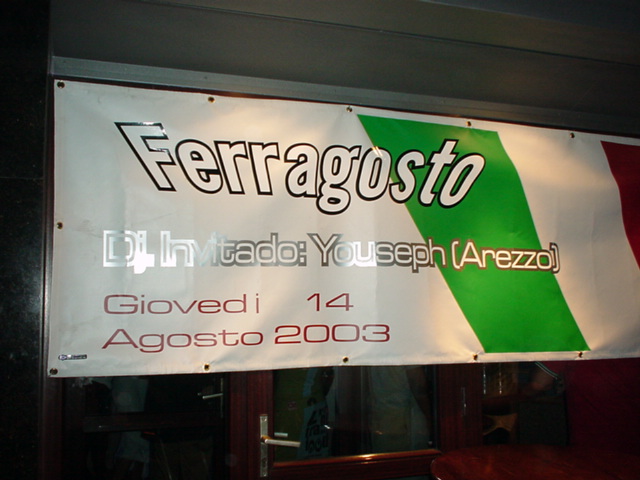 Ferragosto
Dj. Invitado: Youseph (Arezzo)
Giovedi 14
Agosto 2003